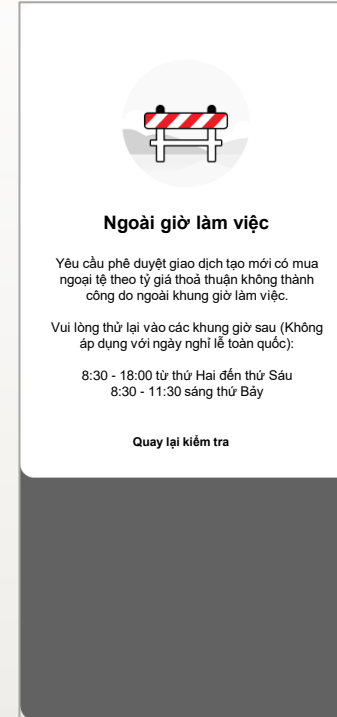 Ngoài giờ làm việc
Yêu cầu phê duyệt giao dịch tạo mới có mua
ngoại tệ theo tỷ giá thoả thuận không thành
công do ngoài khung giờ làm việc.
Vui lòng thử lại vào các khung giờ sau (Không
áp dụng với ngày nghỉ lễ toàn quốc):
8:30 - 18:00 từ thứ Hai đến thứ Sáu
8:30 - 11:30 sáng thứ Bảy
Quay lại kiểm tra